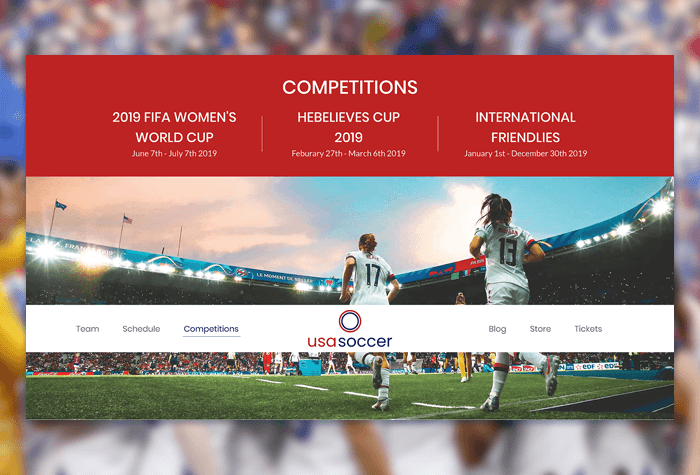 COMPETITIONS
2019 FIFA WOMEN'S
WORLD CUP
June 7th - July 7th 2019
HEBELIEVES CUP
2019
Feburary 27th - March 6th 2019
INTERNATIONAL
FRIENDLIES
January 1st - December 30th 2019
LE MOMENT DE BRILLER
PARIS
17
13
Team
Schedule
Competitions
usasoccer
Blog
Store
Tickets
EDF
EDF